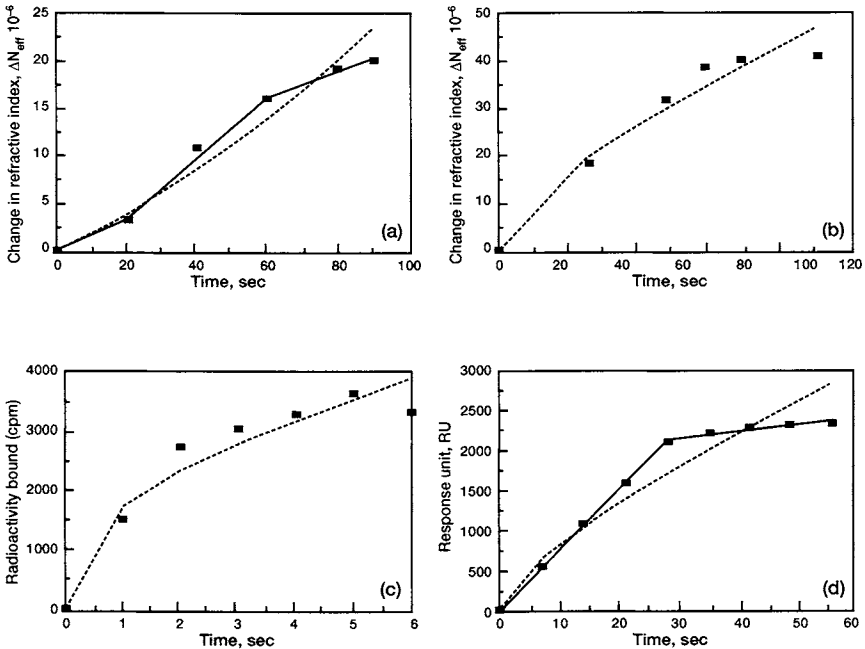 Change in refractive index, ΔN_eff 10⁻⁶
25
20
15
10
5
0
0 20 40 60 80 100
Time, sec
(a)
Change in refractive index, ΔN_eff 10⁻⁶
50
40
30
20
10
0
0 20 40 60 80 100 120
Time, sec
(b)
Radioactivity bound (cpm)
4000
3000
2000
1000
0
0 1 2 3 4 5 6
Time, sec
(c)
Response unit, RU
3000
2500
2000
1500
1000
500
0
0 10 20 30 40 50 60
Time, sec
(d)